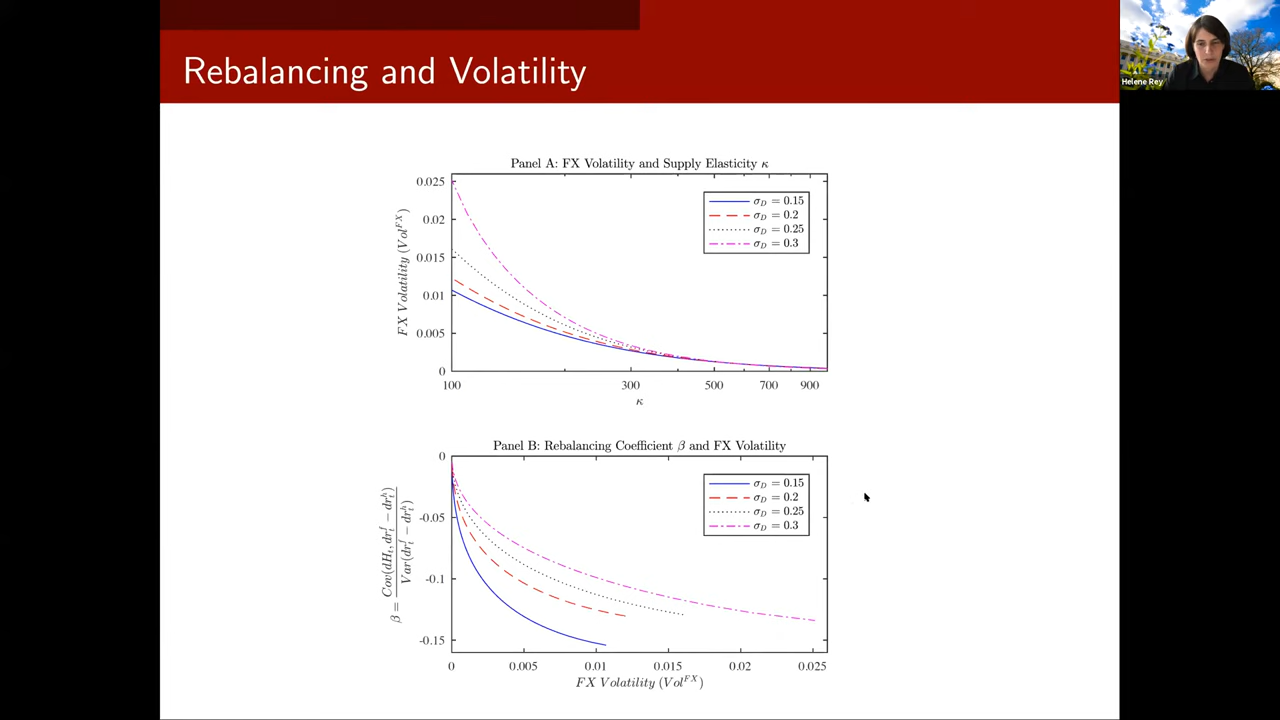 Rebalancing and Volatility
Helene Rey
Panel A: FX Volatility and Supply Elasticity κ
FX Volatility (Vol^{FX})
0.025
0.02
0.015
0.01
0.005
0
σ_D = 0.15
σ_D = 0.2
σ_D = 0.25
σ_D = 0.3
100 300 500 700 900
κ
Panel B: Rebalancing Coefficient β and FX Volatility
β = Cov(dH_t, dr_t^f − dr_t^h) / Var(dr_t^f − dr_t^h)
0
-0.05
-0.1
-0.15
σ_D = 0.15
σ_D = 0.2
σ_D = 0.25
σ_D = 0.3
0 0.005 0.01 0.015 0.02 0.025
FX Volatility (Vol^{FX})